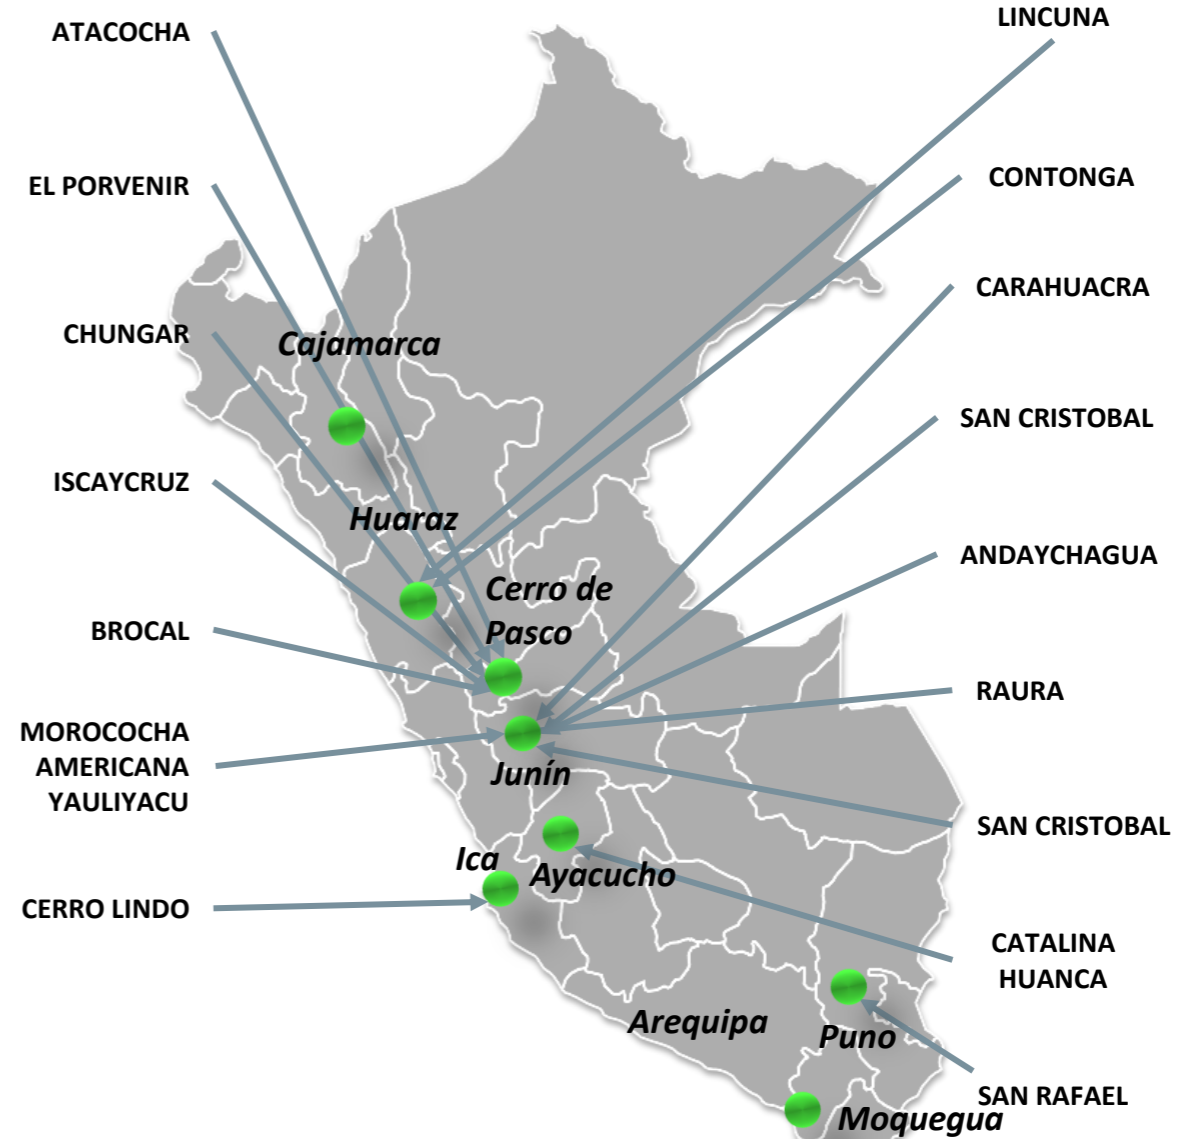 LINCUNA
ATACOCHA
CONTONGA
EL PORVENIR
CARAHUACRA
CHUNGAR
Cajamarca
SAN CRISTOBAL
ISCAYCRUZ
Huaraz
ANDAYCHAGUA
Cerro de
Pasco
BROCAL
RAURA
MOROCOCHA
AMERICANA
YAULIYACU
Junín
SAN CRISTOBAL
Ica
Ayacucho
CERRO LINDO
CATALINA
HUANCA
Arequipa
Puno
SAN RAFAEL
Moquegua